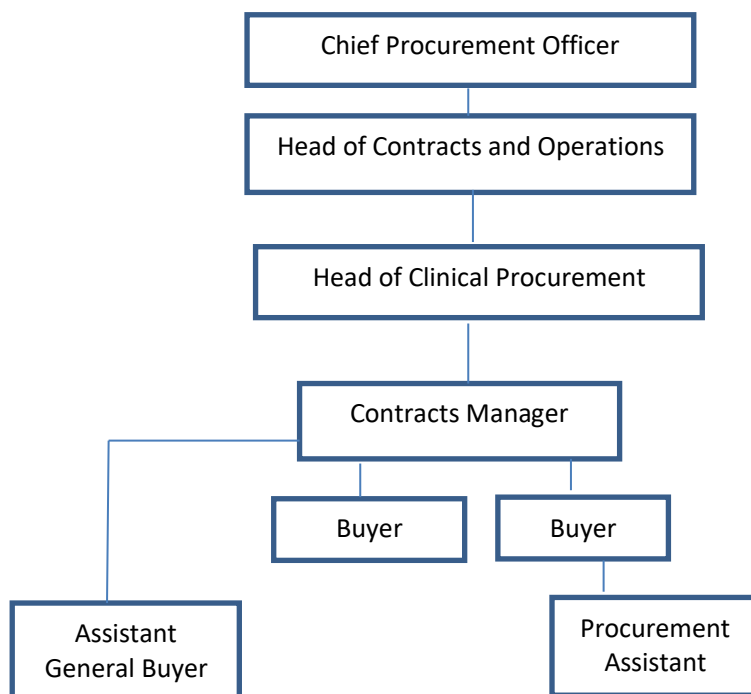 Chief Procurement Officer
Head of Contracts and Operations
Head of Clinical Procurement
Contracts Manager
Buyer
Buyer
Assistant
General Buyer
Procurement
Assistant